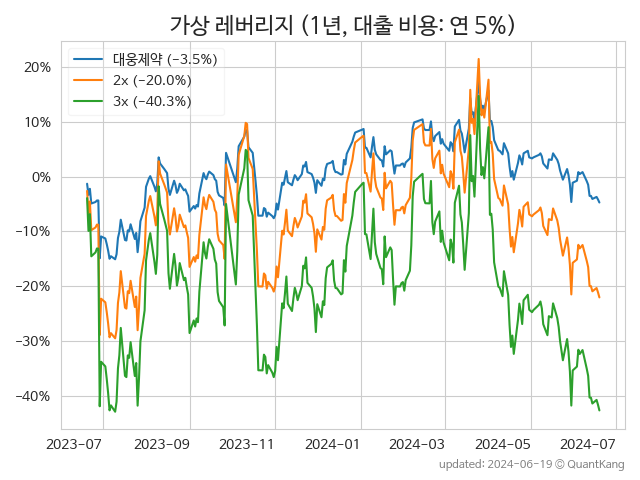 가상 레버리지 (1년, 대출 비용: 연 5%)
대웅제약 (−3.5%)
2x (−20.0%)
3x (−40.3%)
20%
10%
0%
−10%
−20%
−30%
−40%
2023-07 2023-09 2023-11 2024-01 2024-03 2024-05 2024-07
updated: 2024-06-19 ⓒ QuantKang